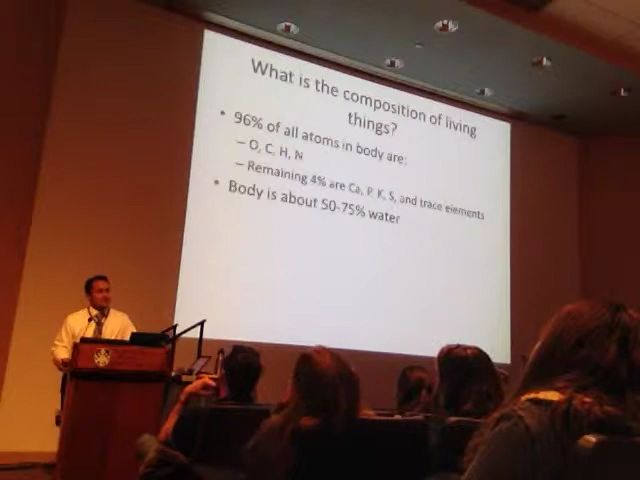 What is the composition of living
things?
• 96% of all atoms in body are:
– O, C, H, N
– Remaining 4% are Ca, P, K, S, and trace elements
• Body is about 50-75% water